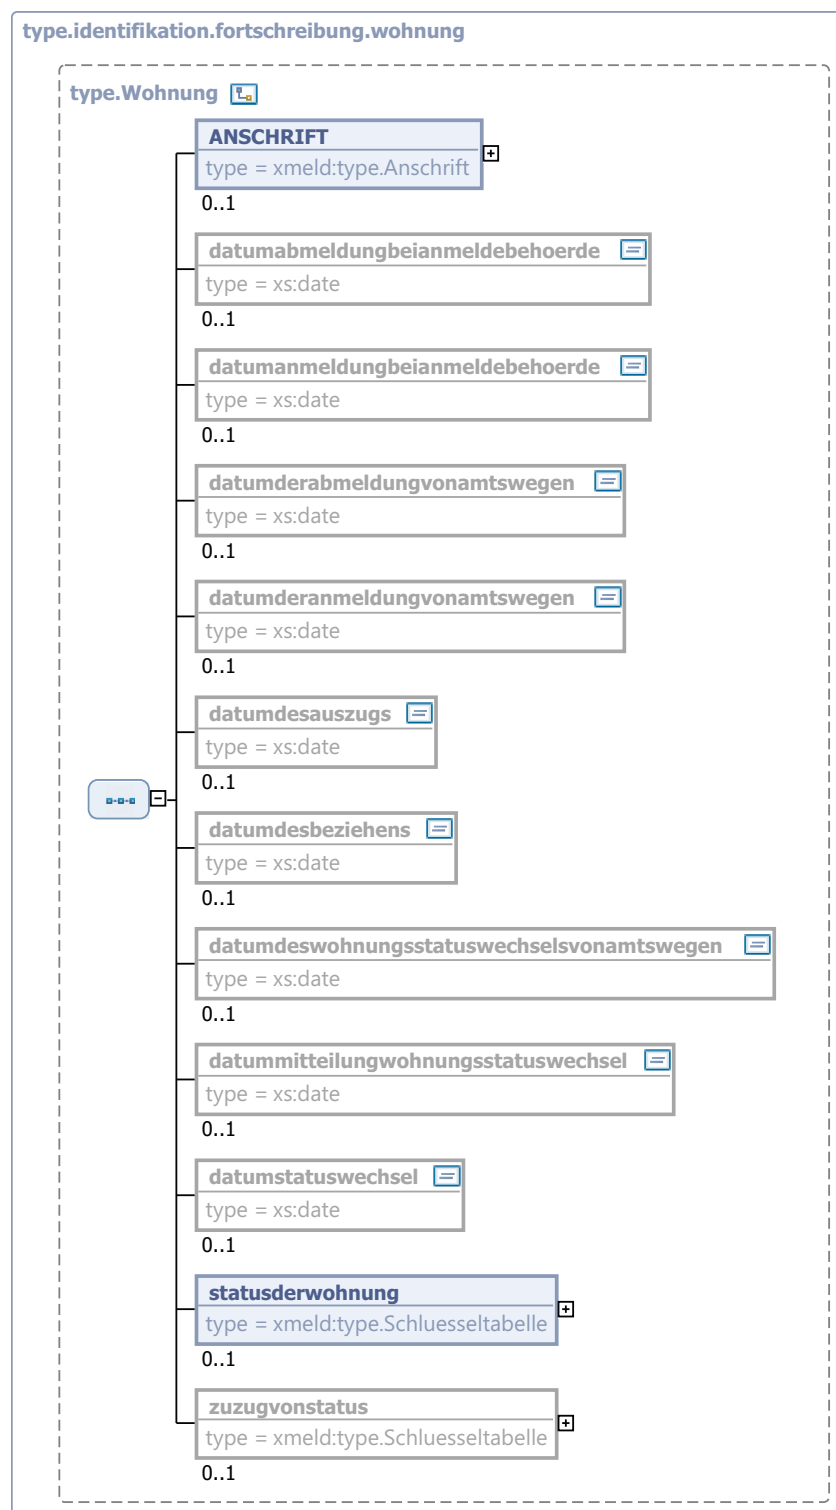 type.identifikation.fortschreibung.wohnung
type.Wohnung
ANSCHRIFT
type = xmeld:type.Anschrift
0..1
datumabmeldungbeianmeldebehoerde
type = xs:date
0..1
datumanmeldungbeianmeldebehoerde
type = xs:date
0..1
datumderabmeldungvonamtswegen
type = xs:date
0..1
datumderanmeldungvonamtswegen
type = xs:date
0..1
datumdesauszugs
type = xs:date
0..1
datumdesbeziehens
type = xs:date
0..1
datumdeswohnungsstatuswechselsvonamtswegen
type = xs:date
0..1
datummitteilungwohnungsstatuswechsel
type = xs:date
0..1
datumstatuswechsel
type = xs:date
0..1
statusderwohnung
type = xmeld:type.Schluesseltabelle
0..1
zuzugvonstatus
type = xmeld:type.Schluesseltabelle
0..1